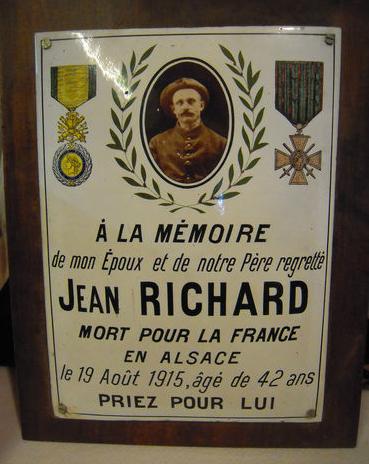 À LA MÉMOIRE
de mon Époux et de notre Père regretté
JEAN RICHARD
MORT POUR LA FRANCE
EN ALSACE
le 19 Août 1915, âgé de 42 ans
PRIEZ POUR LUI